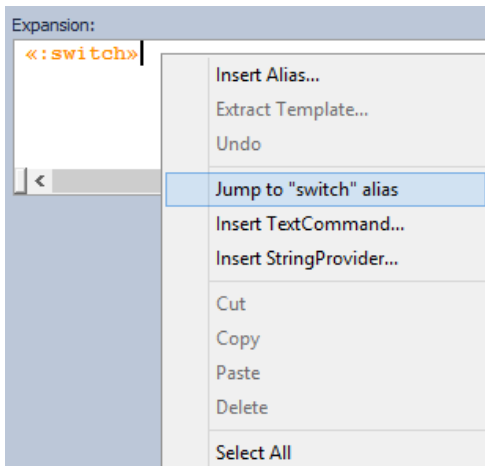 Expansion:
«:switch»
Insert Alias...
Extract Template...
Undo
Jump to "switch" alias
Insert TextCommand...
Insert StringProvider...
Cut
Copy
Paste
Delete
Select All